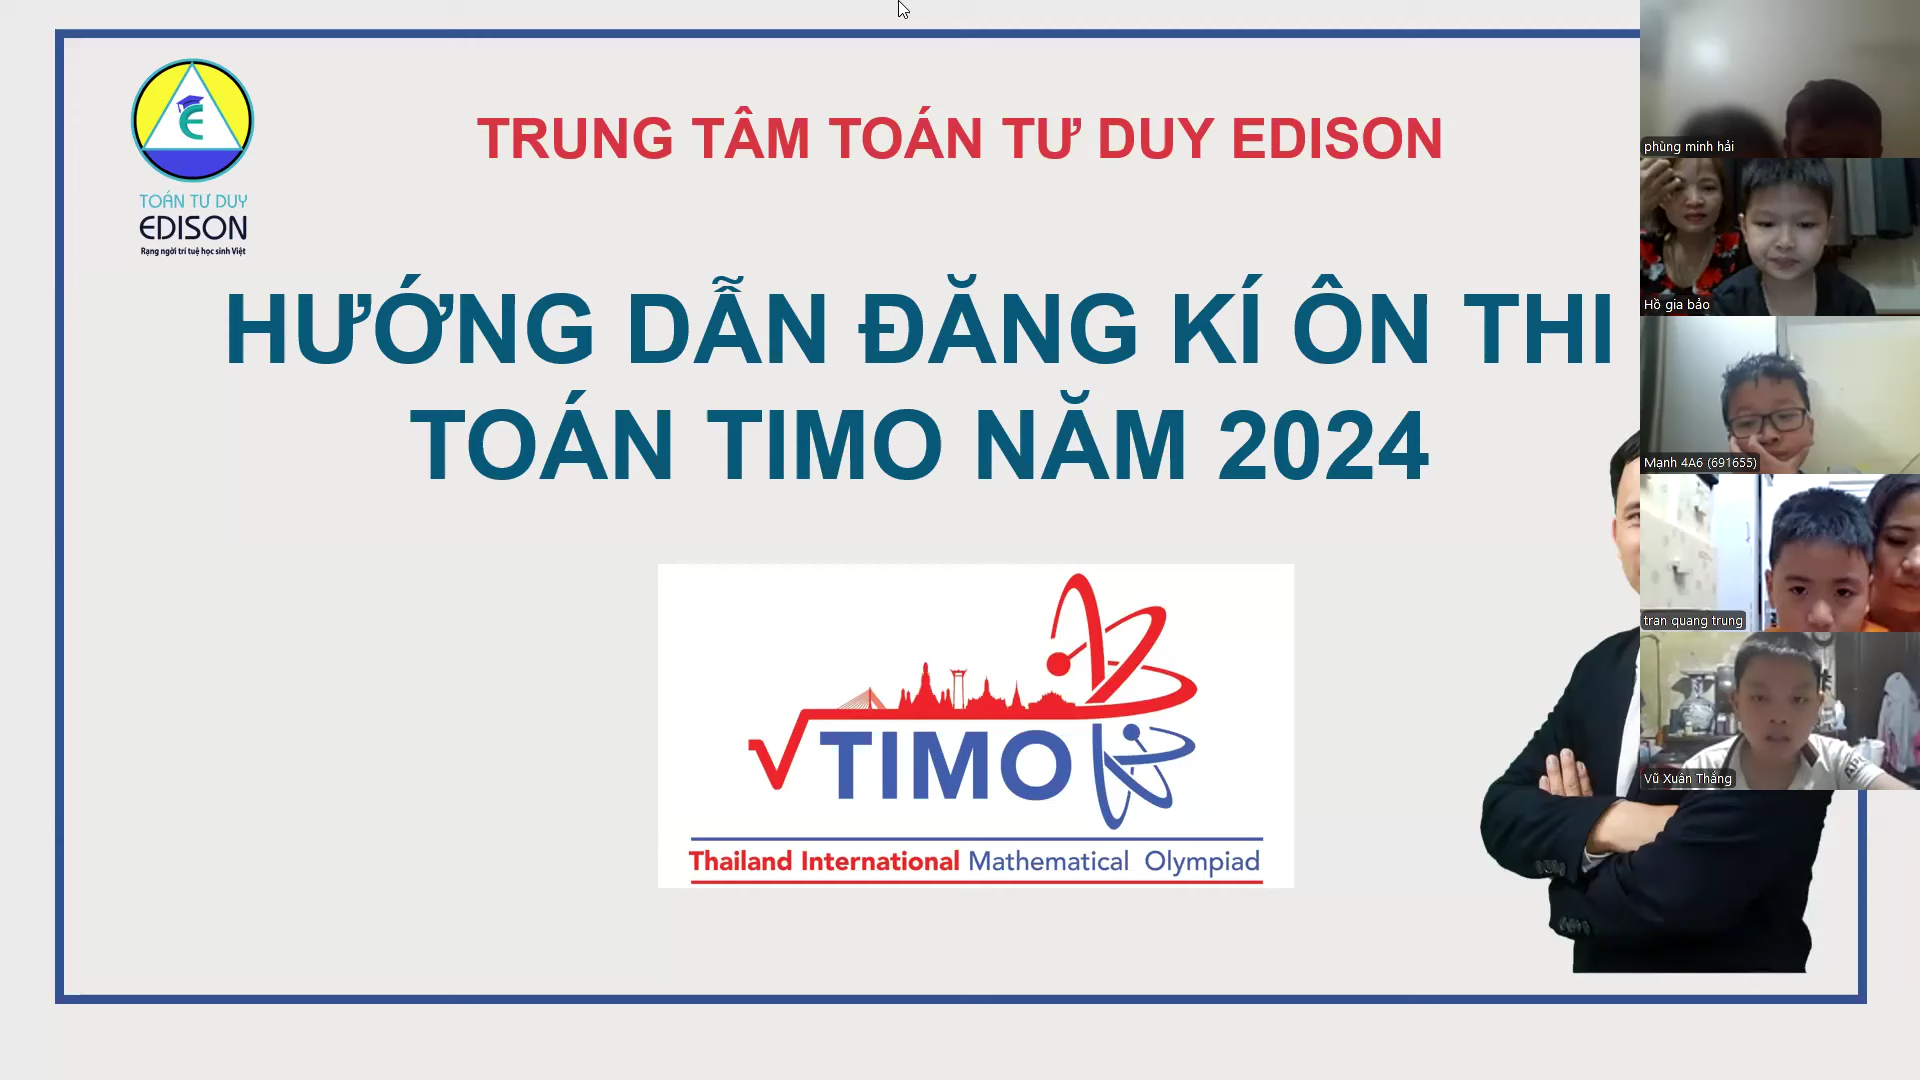 TRUNG TÂM TOÁN TƯ DUY EDISON
TOÁN TƯ DUY
EDISON
Rạng ngời trí tuệ học sinh Việt
HƯỚNG DẪN ĐĂNG KÍ ÔN THI
TOÁN TIMO NĂM 2024
TIMO
Thailand International Mathematical Olympiad
phùng minh hải
Hồ gia bảo
Mạnh 4A6 (691655)
tran quang trung
Vũ Xuân Thắng